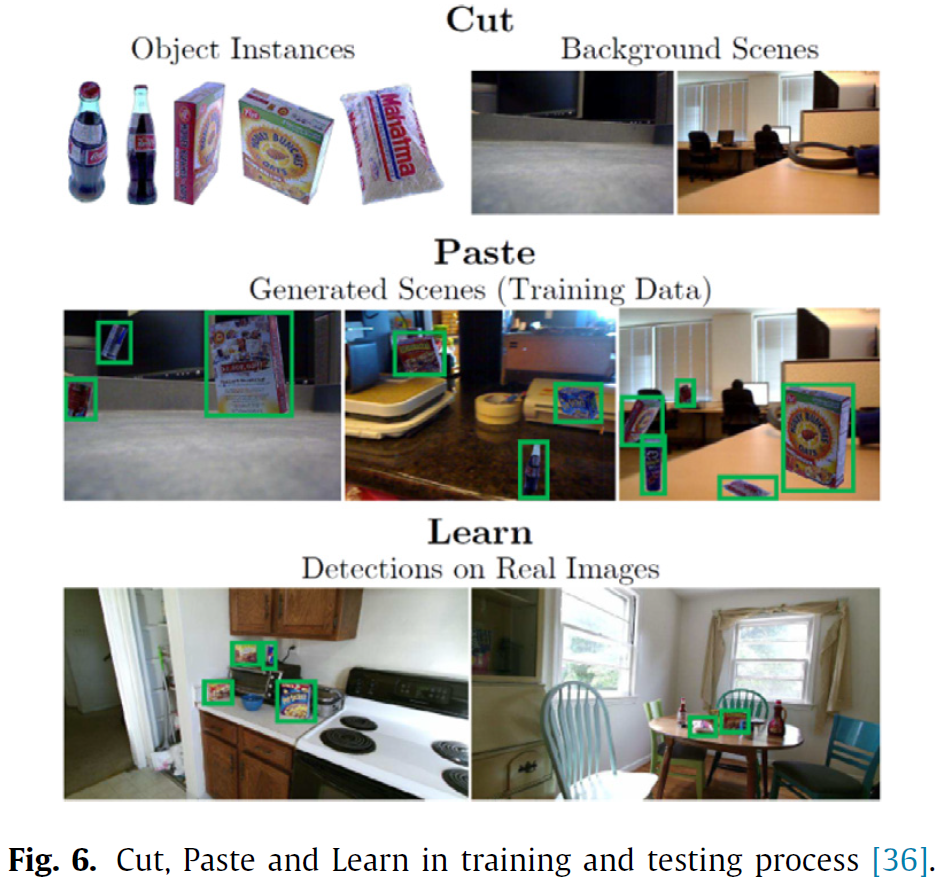 Cut
Object Instances
Background Scenes
Mahatma
Paste
Generated Scenes (Training Data)
Learn
Detections on Real Images
Fig. 6. Cut, Paste and Learn in training and testing process [36].